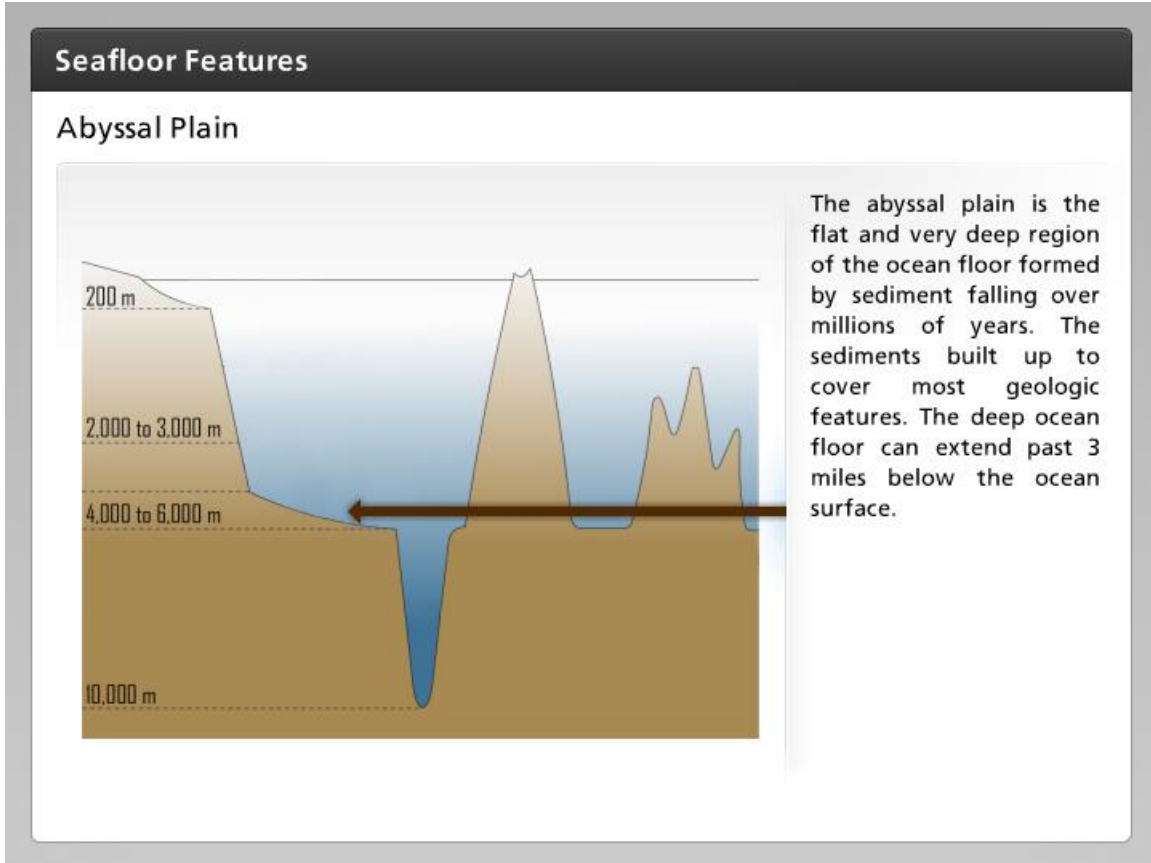 Seafloor Features
Abyssal Plain
200 m
2,000 to 3,000 m
4,000 to 6,000 m
10,000 m
The abyssal plain is the
flat and very deep region
of the ocean floor formed
by sediment falling over
millions of years. The
sediments built up to
cover most geologic
features. The deep ocean
floor can extend past 3
miles below the ocean
surface.